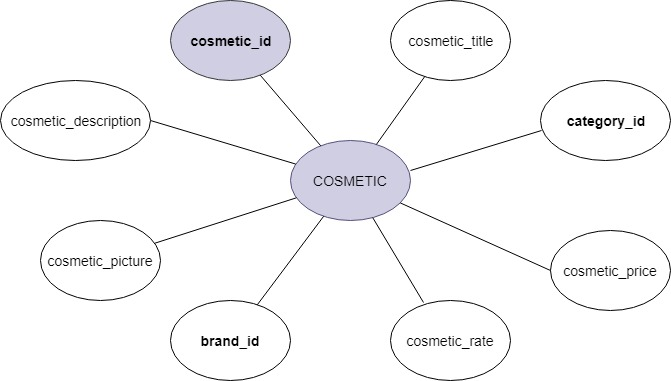 cosmetic_id
cosmetic_title
cosmetic_description
category_id
COSMETIC
cosmetic_picture
cosmetic_price
brand_id
cosmetic_rate